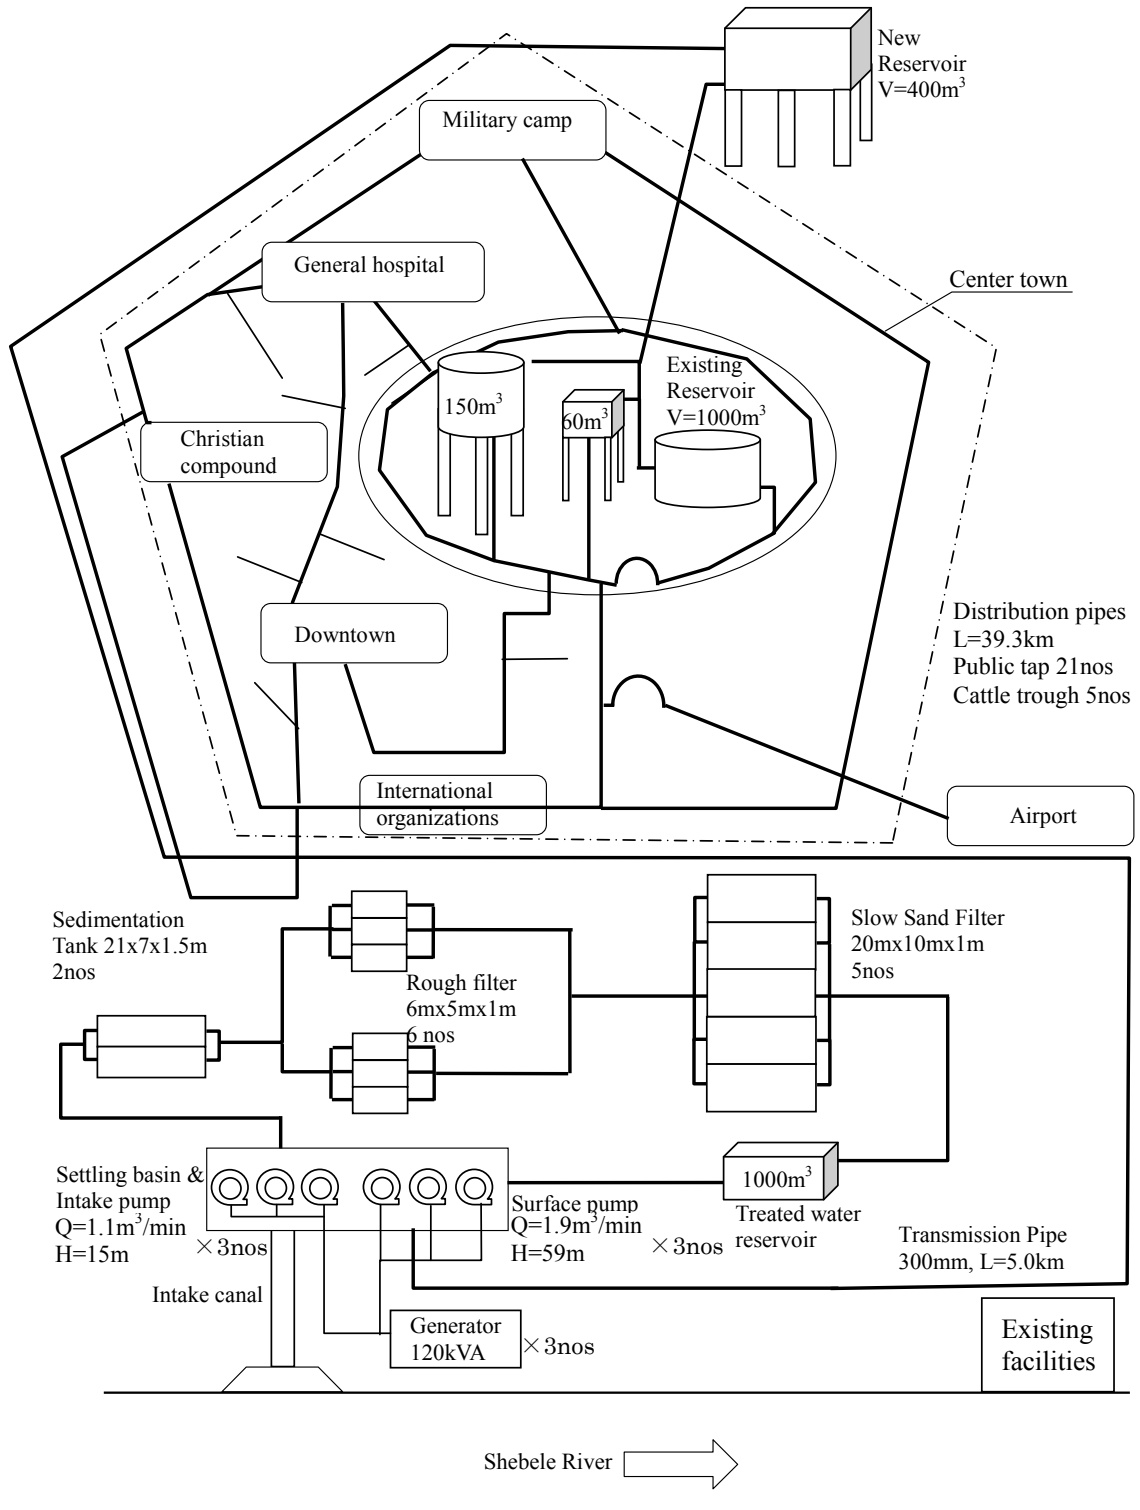 New
Reservoir
V=400m³
Military camp
General hospital
Center town
Existing
Reservoir
V=1000m³
150m³
60m³
Christian
compound
Distribution pipes
L=39.3km
Public tap 21nos
Cattle trough 5nos
Downtown
International
organizations
Airport
Sedimentation
Tank 21x7x1.5m
2nos
Rough filter
6mx5mx1m
6 nos
Slow Sand Filter
20mx10mx1m
5nos
Settling basin &
Intake pump
Q=1.1m³/min
H=15m
×3nos
Surface pump
Q=1.9m³/min
H=59m
×3nos
1000m³
Treated water
reservoir
Transmission Pipe
300mm, L=5.0km
Intake canal
Generator
120kVA
×3nos
Existing
facilities
Shebele River